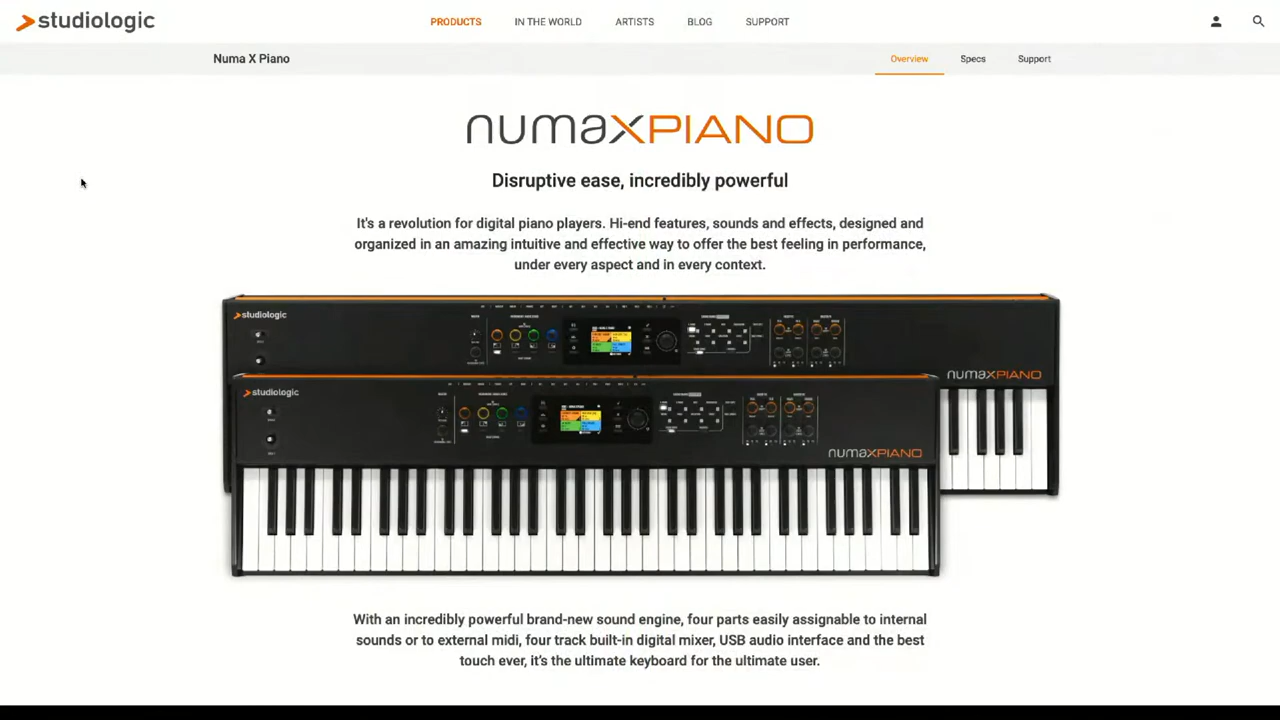 studiologic
PRODUCTS
IN THE WORLD
ARTISTS
BLOG
SUPPORT
Numa X Piano
Overview
Specs
Support
numaXPIANO
Disruptive ease, incredibly powerful
It's a revolution for digital piano players. Hi-end features, sounds and effects, designed and
organized in an amazing intuitive and effective way to offer the best feeling in performance,
under every aspect and in every context.
studiologic
numaXPIANO
studiologic
numaXPIANO
With an incredibly powerful brand-new sound engine, four parts easily assignable to internal
sounds or to external midi, four track built-in digital mixer, USB audio interface and the best
touch ever, it's the ultimate keyboard for the ultimate user.